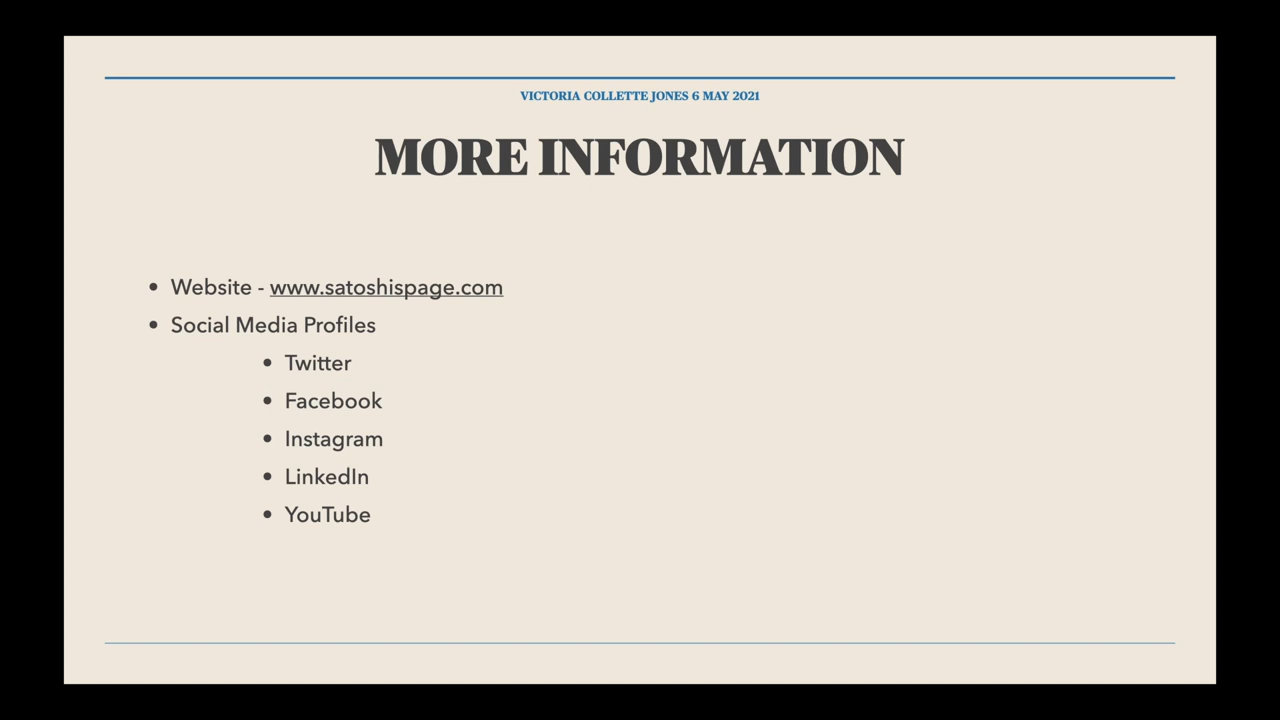 VICTORIA COLLETTE JONES 6 MAY 2021
MORE INFORMATION
• Website - www.satoshispage.com
• Social Media Profiles
• Twitter
• Facebook
• Instagram
• LinkedIn
• YouTube